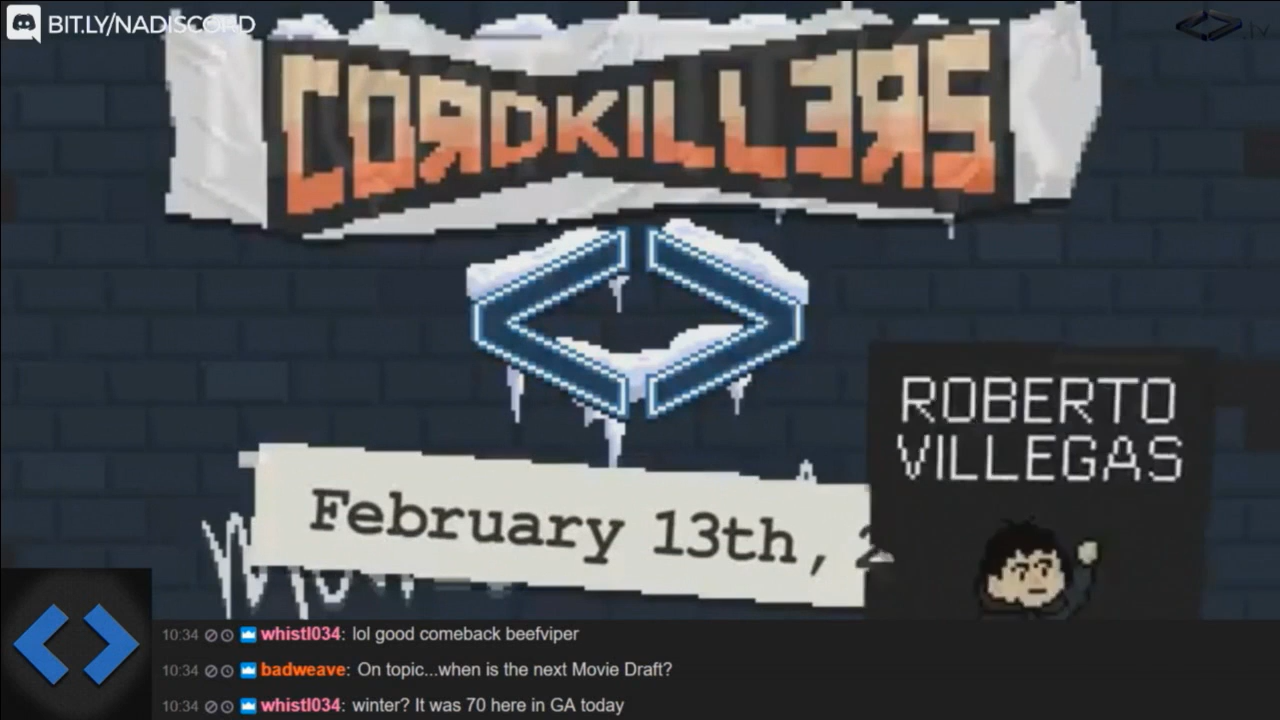 BIT.LY/NADISCORD
.tv
CORDKILLERS
ROBERTO
VILLEGAS
February 13th, 2
10:34 whistl034: lol good comeback beefviper
10:34 badweave: On topic...when is the next Movie Draft?
10:34 whistl034: winter? It was 70 here in GA today